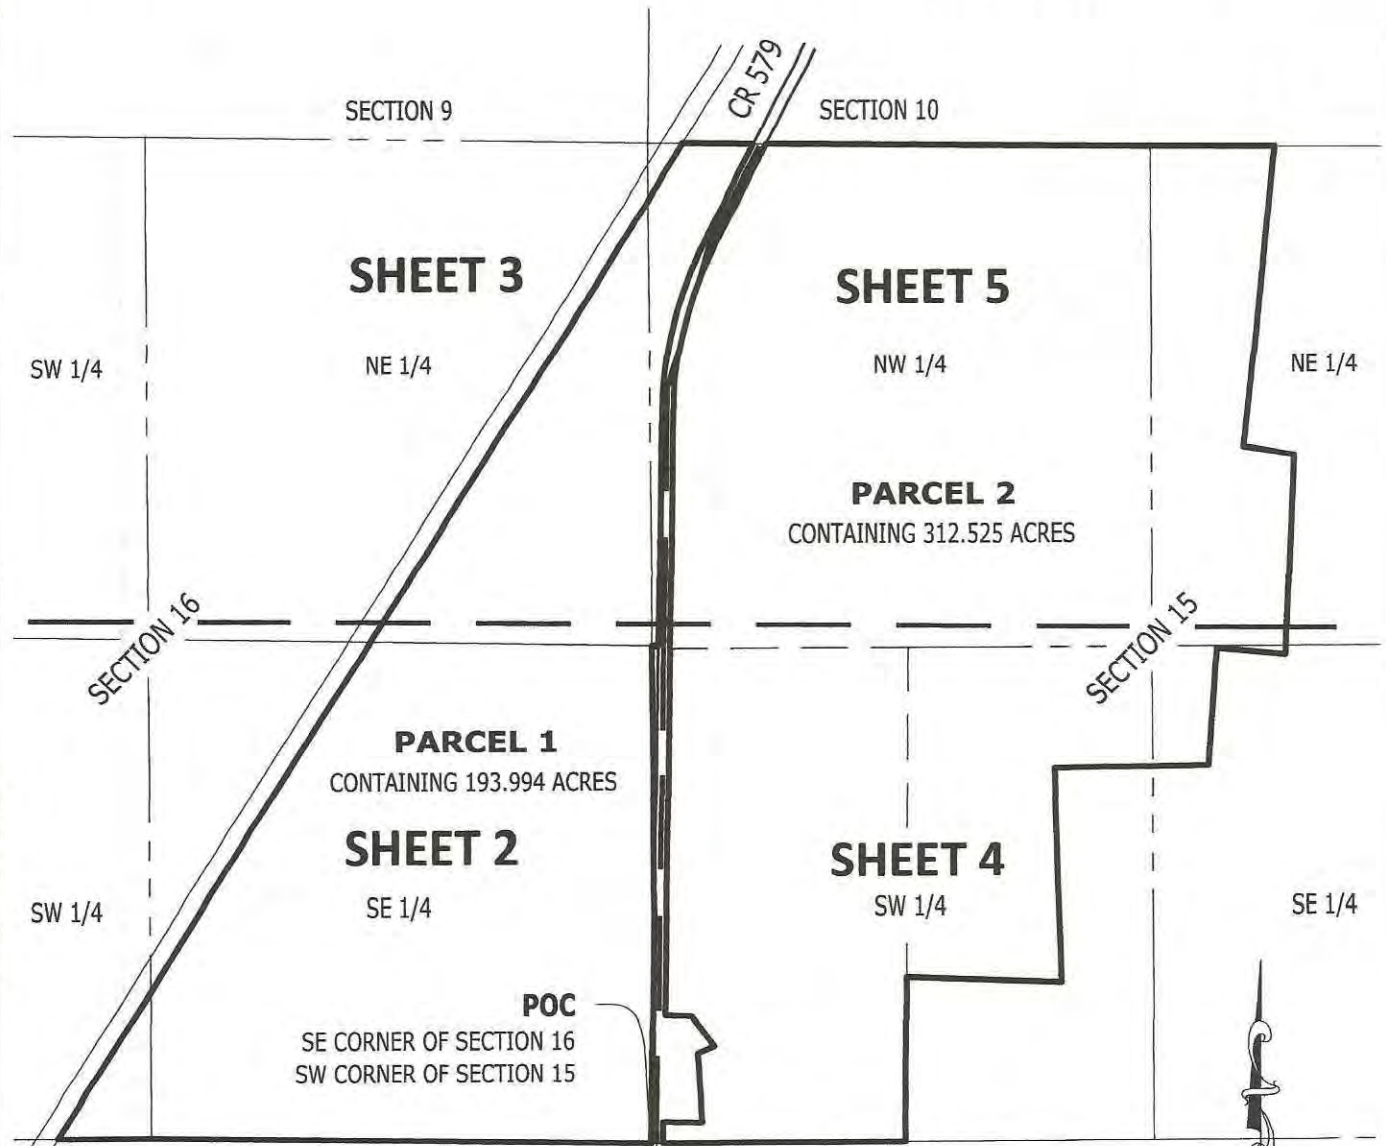 CR 579
SECTION 9
SECTION 10
SHEET 3
SHEET 5
SW 1/4
NE 1/4
NW 1/4
NE 1/4
PARCEL 2
CONTAINING 312.525 ACRES
SECTION 16
SECTION 15
PARCEL 1
CONTAINING 193.994 ACRES
SHEET 2
SHEET 4
SW 1/4
SE 1/4
SW 1/4
SE 1/4
POC
SE CORNER OF SECTION 16
SW CORNER OF SECTION 15